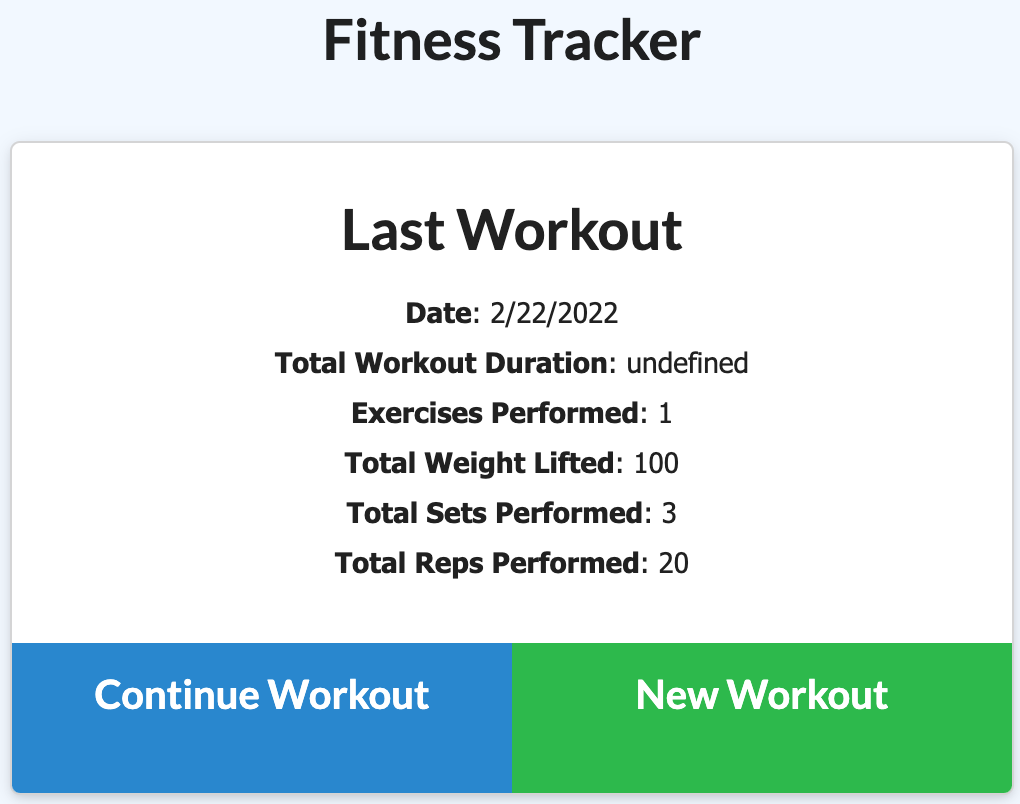 Fitness Tracker
Last Workout
Date: 2/22/2022
Total Workout Duration: undefined
Exercises Performed: 1
Total Weight Lifted: 100
Total Sets Performed: 3
Total Reps Performed: 20
Continue Workout
New Workout